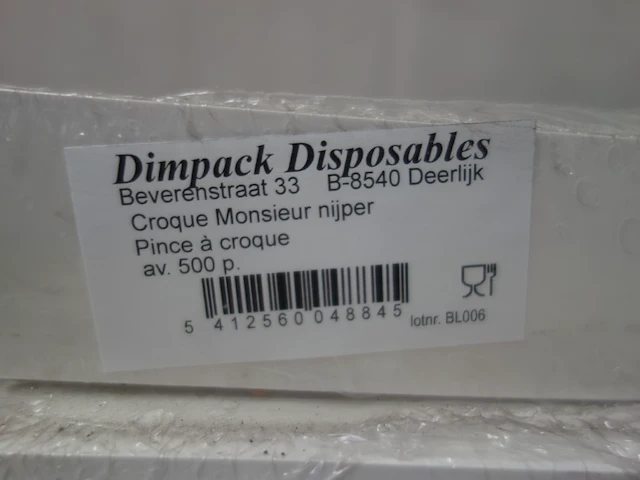 Dimpack Disposables
Beverenstraat 33 B-8540 Deerlijk
Croque Monsieur nijper
Pince à croque
av. 500 p.
5 412560 048845
lotnr. BL006